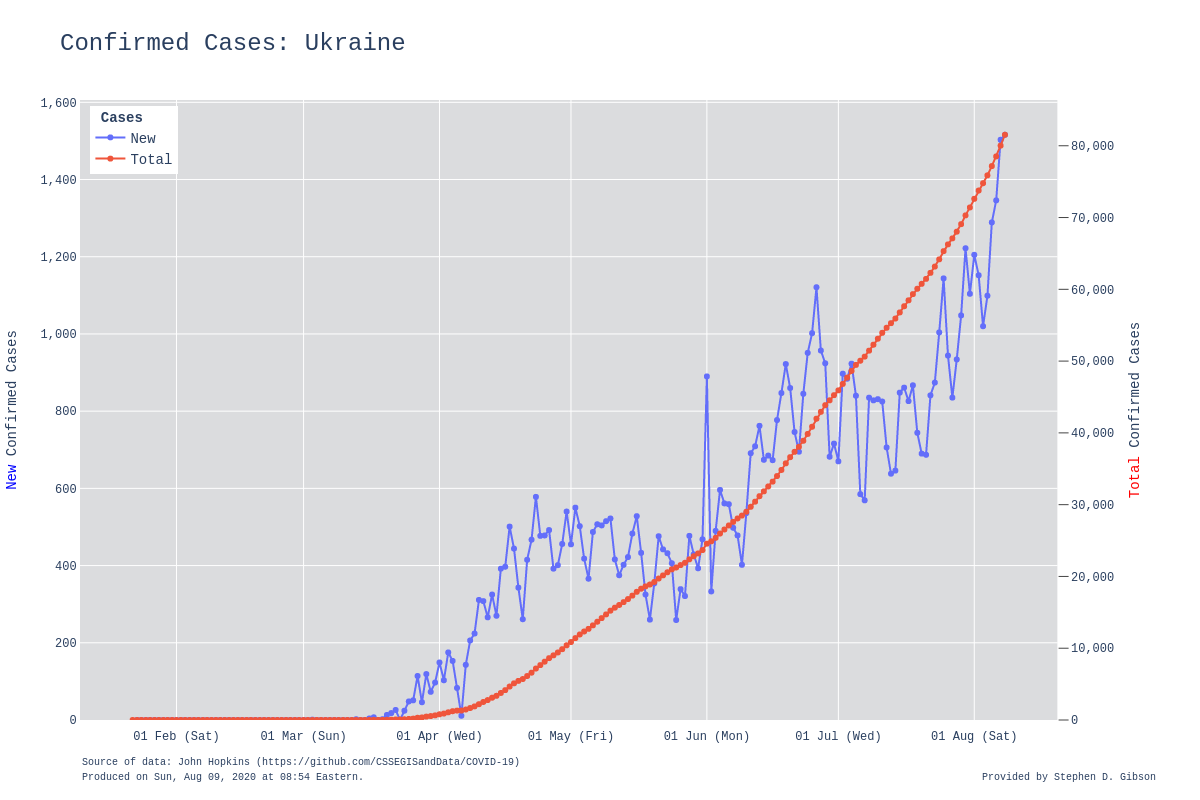 Confirmed Cases: Ukraine
Cases
New
Total
1,600
1,400
1,200
1,000
800
600
400
200
0
New Confirmed Cases
80,000
70,000
60,000
50,000
40,000
30,000
20,000
10,000
0
Total Confirmed Cases
01 Feb (Sat) 01 Mar (Sun) 01 Apr (Wed) 01 May (Fri) 01 Jun (Mon) 01 Jul (Wed) 01 Aug (Sat)
Source of data: John Hopkins (https://github.com/CSSEGISandData/COVID-19)
Produced on Sun, Aug 09, 2020 at 08:54 Eastern.
Provided by Stephen D. Gibson